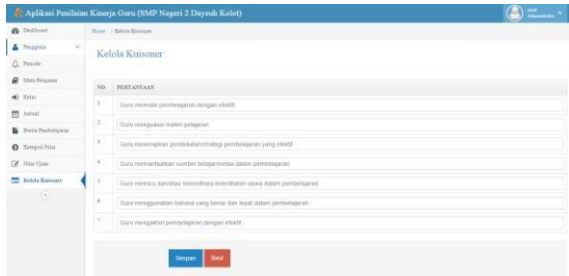 Aplikasi Penilaian Kinerja Guru (SMP Negeri 2 Dayeuh Kolot)
Administrator
Dashboard
Pengguna
Periode
Mata Pelajaran
Kelas
Jadwal
Berita Pembelajaran
Kategori Nilai
Nilai Ujian
Kelola Kuisoner
Home › Kelola Kuisoner
Kelola Kuisoner
NO PERTANYAAN
1 Guru memulai pembelajaran dengan efektif
2 Guru menguasai materi pelajaran
3 Guru menerapkan pendekatan/strategi pembelajaran yang efektif
4 Guru memanfaatkan sumber belajar/media dalam pembelajaran
5 Guru memicu dan/atau memelihara keterlibatan siswa dalam pembelajaran
6 Guru menggunakan bahasa yang benar dan tepat dalam pembelajaran
7 Guru mengakhiri pembelajaran dengan efektif
Simpan Batal